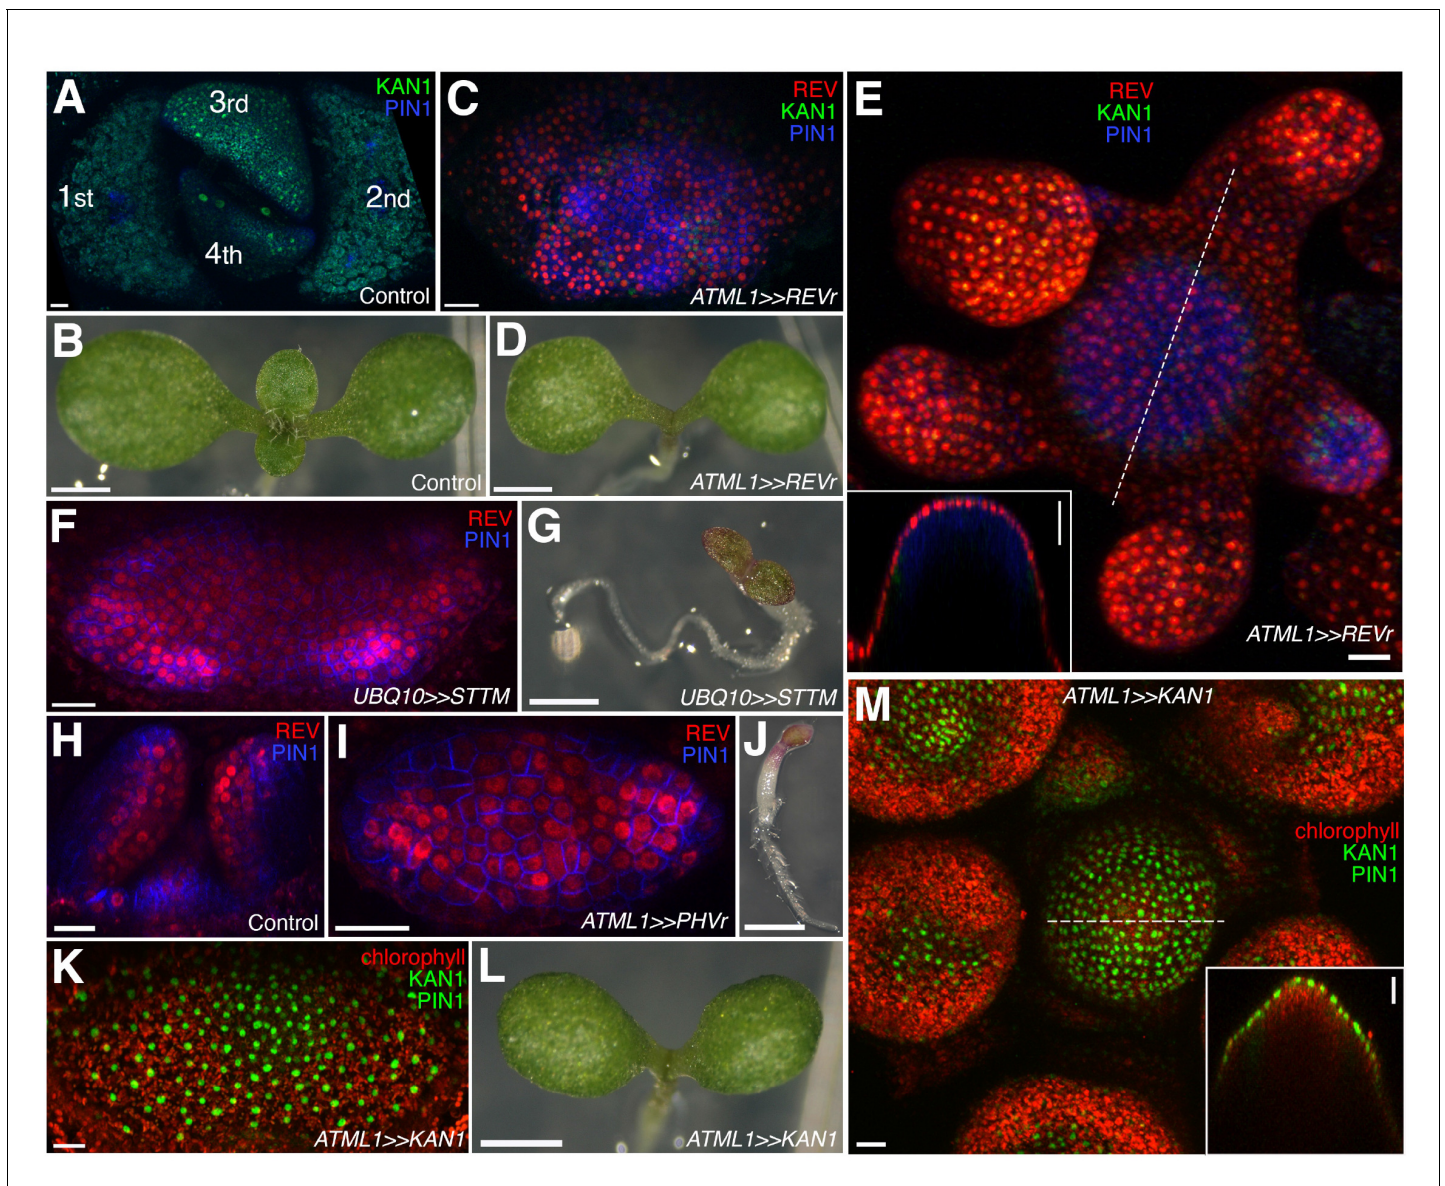 A
KAN1
PIN1
3rd
1st
2nd
4th
Control
C
REV
KAN1
PIN1
ATML1>>REVr
E
REV
KAN1
PIN1
ATML1>>REVr
B
Control
D
ATML1>>REVr
F
REV
PIN1
UBQ10>>STTM
G
UBQ10>>STTM
H
REV
PIN1
Control
I
REV
PIN1
ATML1>>PHVr
J
K
chlorophyll
KAN1
PIN1
ATML1>>KAN1
L
ATML1>>KAN1
M
ATML1>>KAN1
chlorophyll
KAN1
PIN1